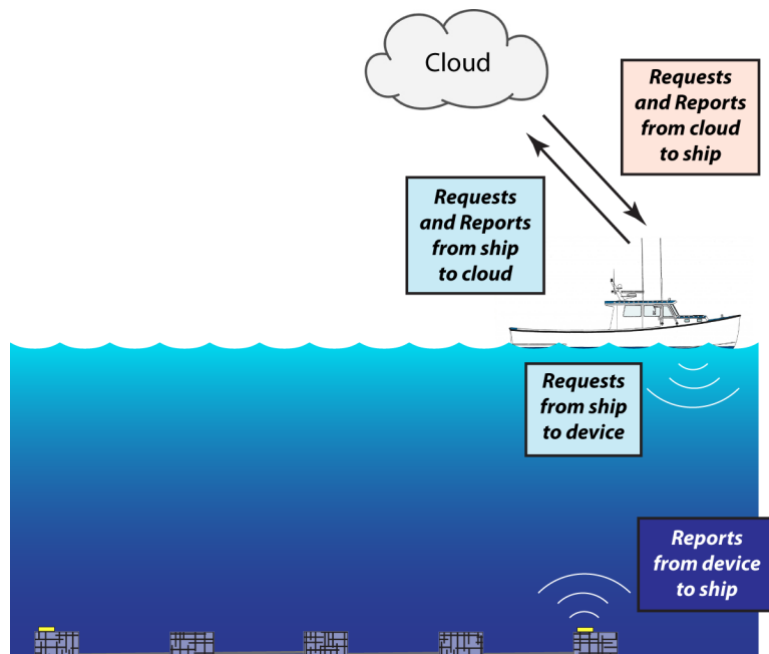 Cloud
Requests
and Reports
from cloud
to ship
Requests
and Reports
from ship
to cloud
Requests
from ship
to device
Reports
from device
to ship